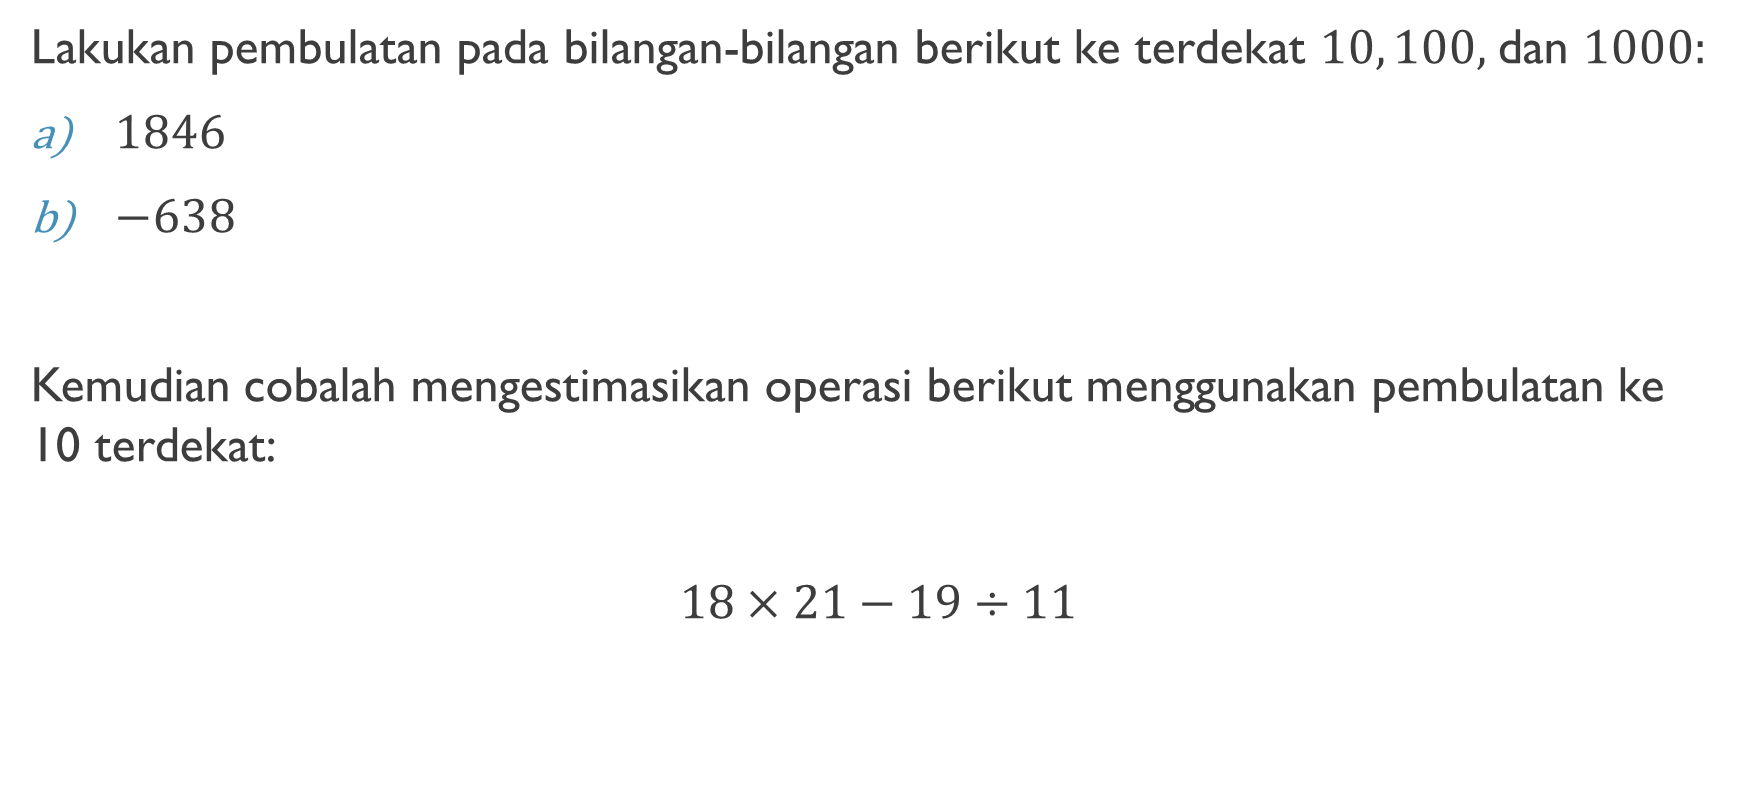 Lakukan pembulatan pada bilangan-bilangan berikut ke terdekat 10, 100, dan 1000:
a) 1846
b) −638
Kemudian cobalah mengestimasikan operasi berikut menggunakan pembulatan ke
10 terdekat:
18 × 21 − 19 ÷ 11